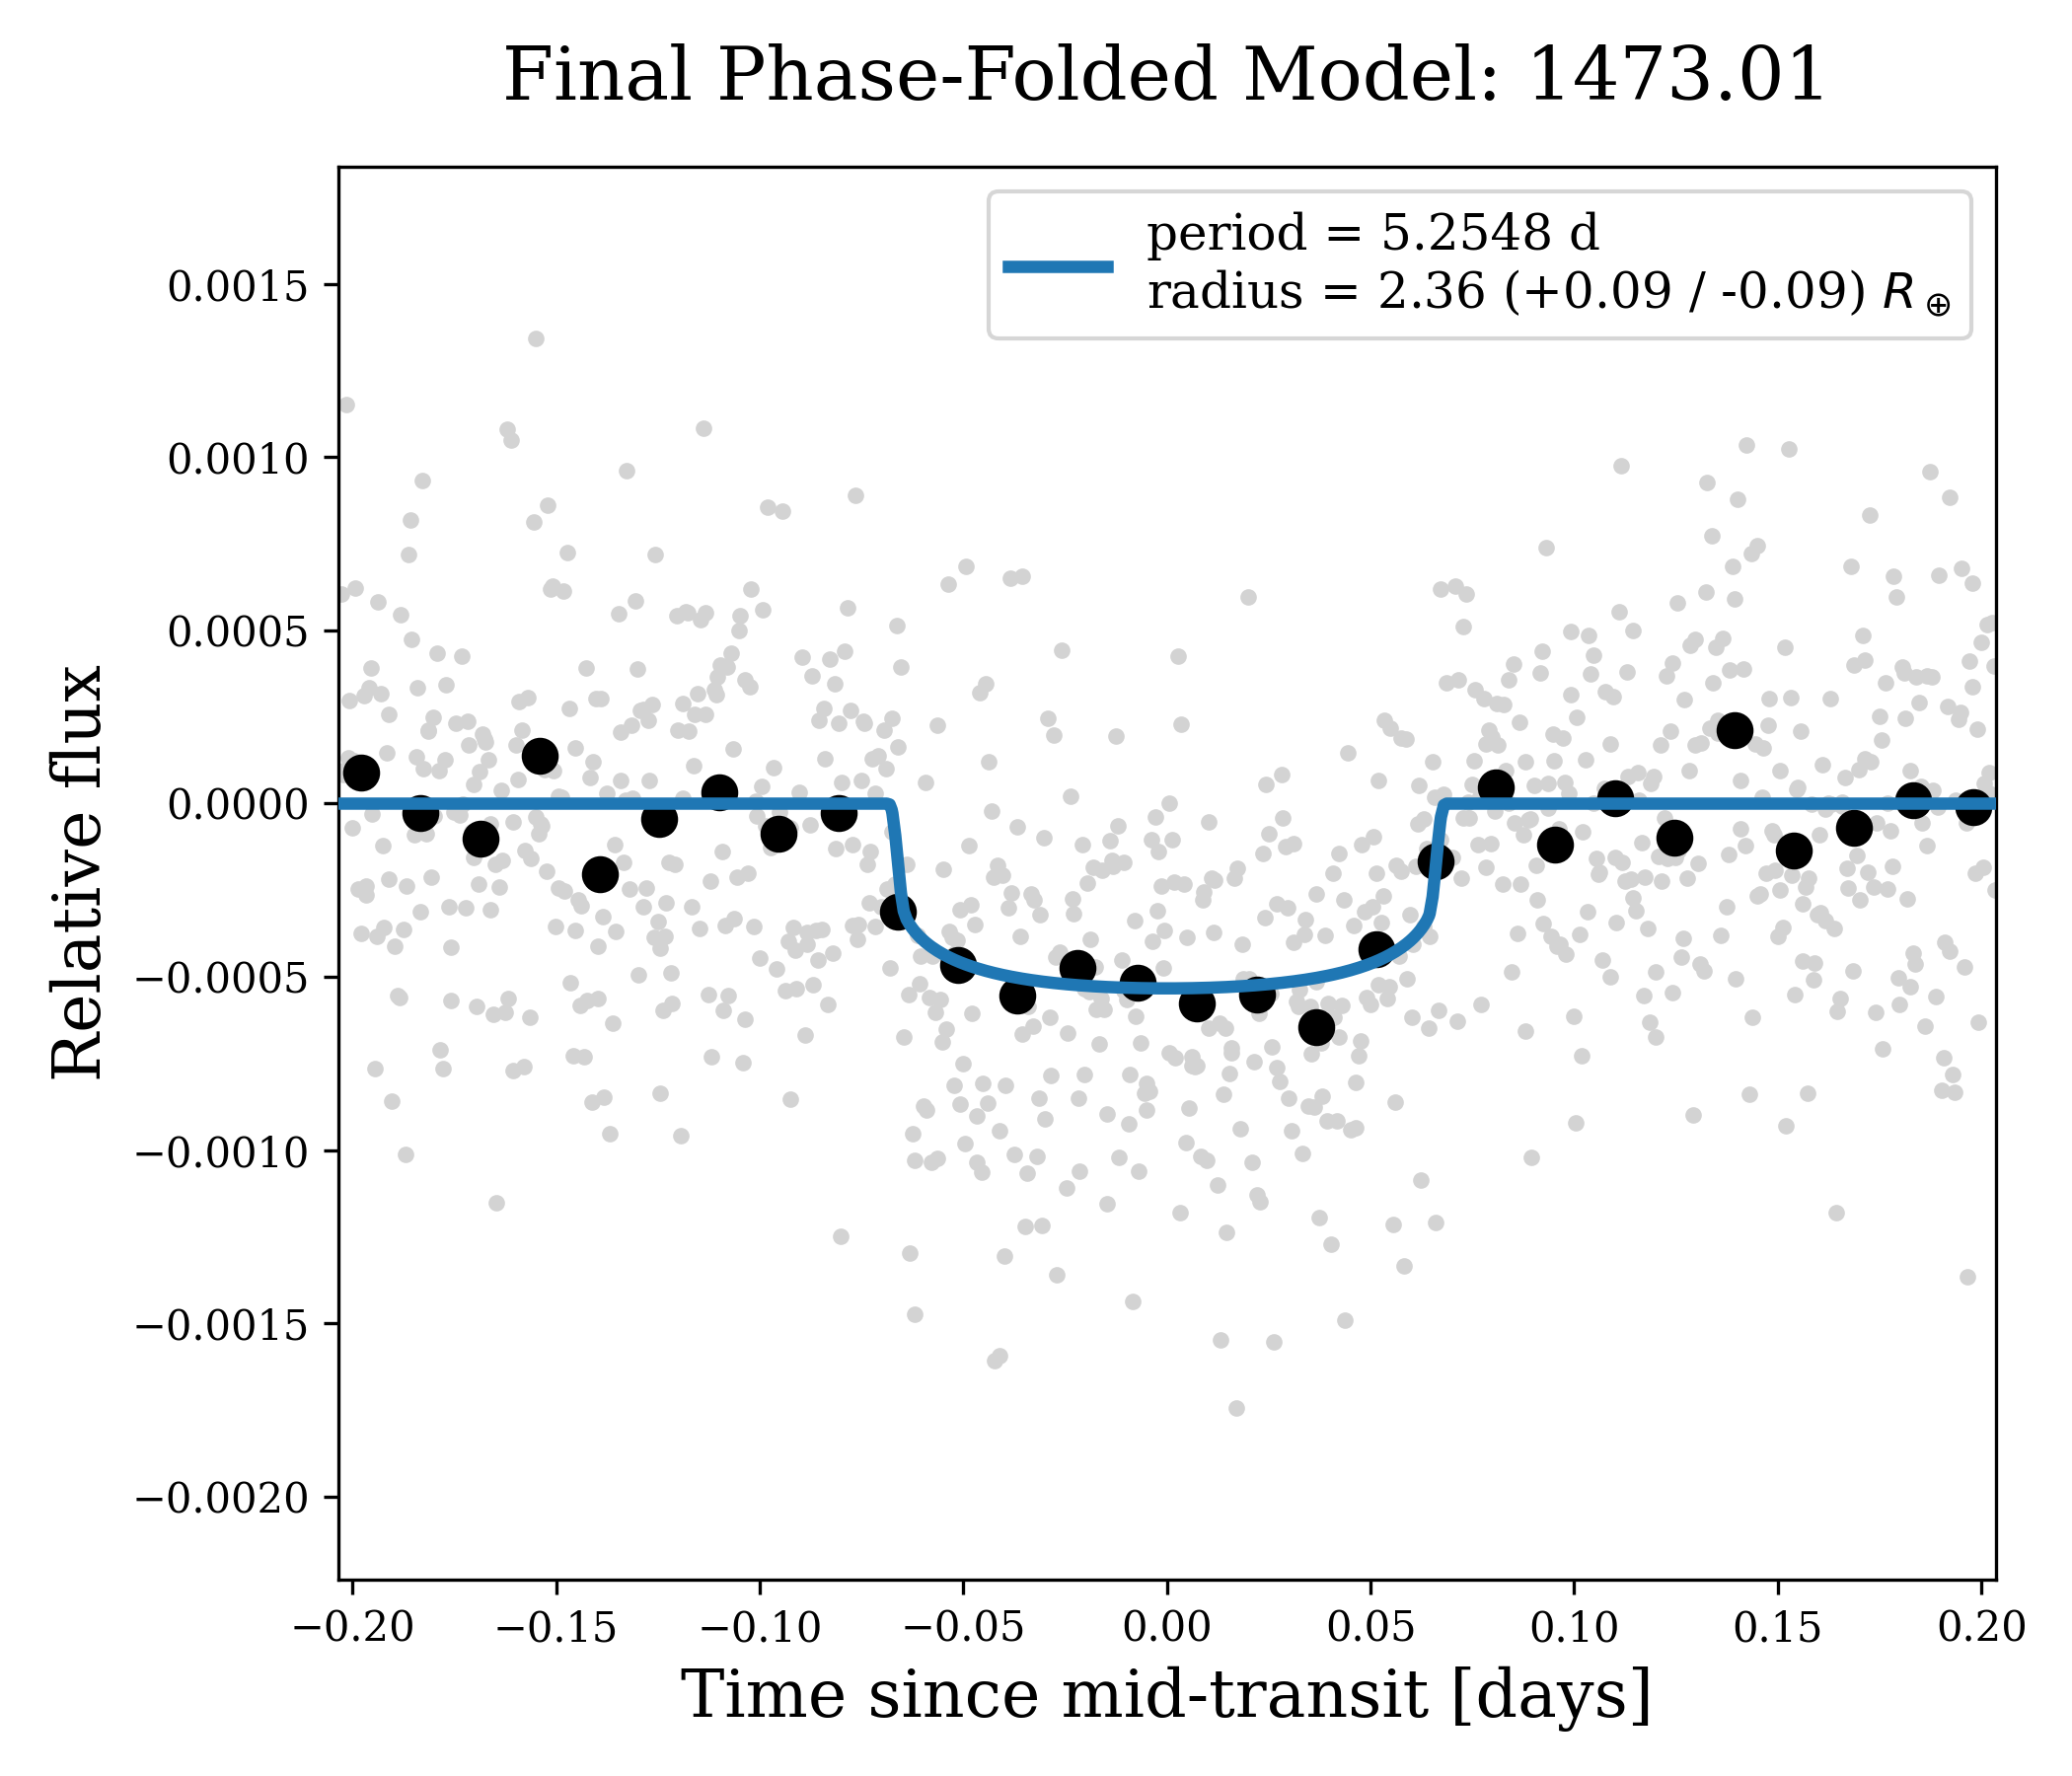 Final Phase-Folded Model: 1473.01
period = 5.2548 d
radius = 2.36 (+0.09 / -0.09) R⊕
0.0015
0.0010
0.0005
0.0000
−0.0005
−0.0010
−0.0015
−0.0020
Relative flux
−0.20 −0.15 −0.10 −0.05 0.00 0.05 0.10 0.15 0.20
Time since mid-transit [days]